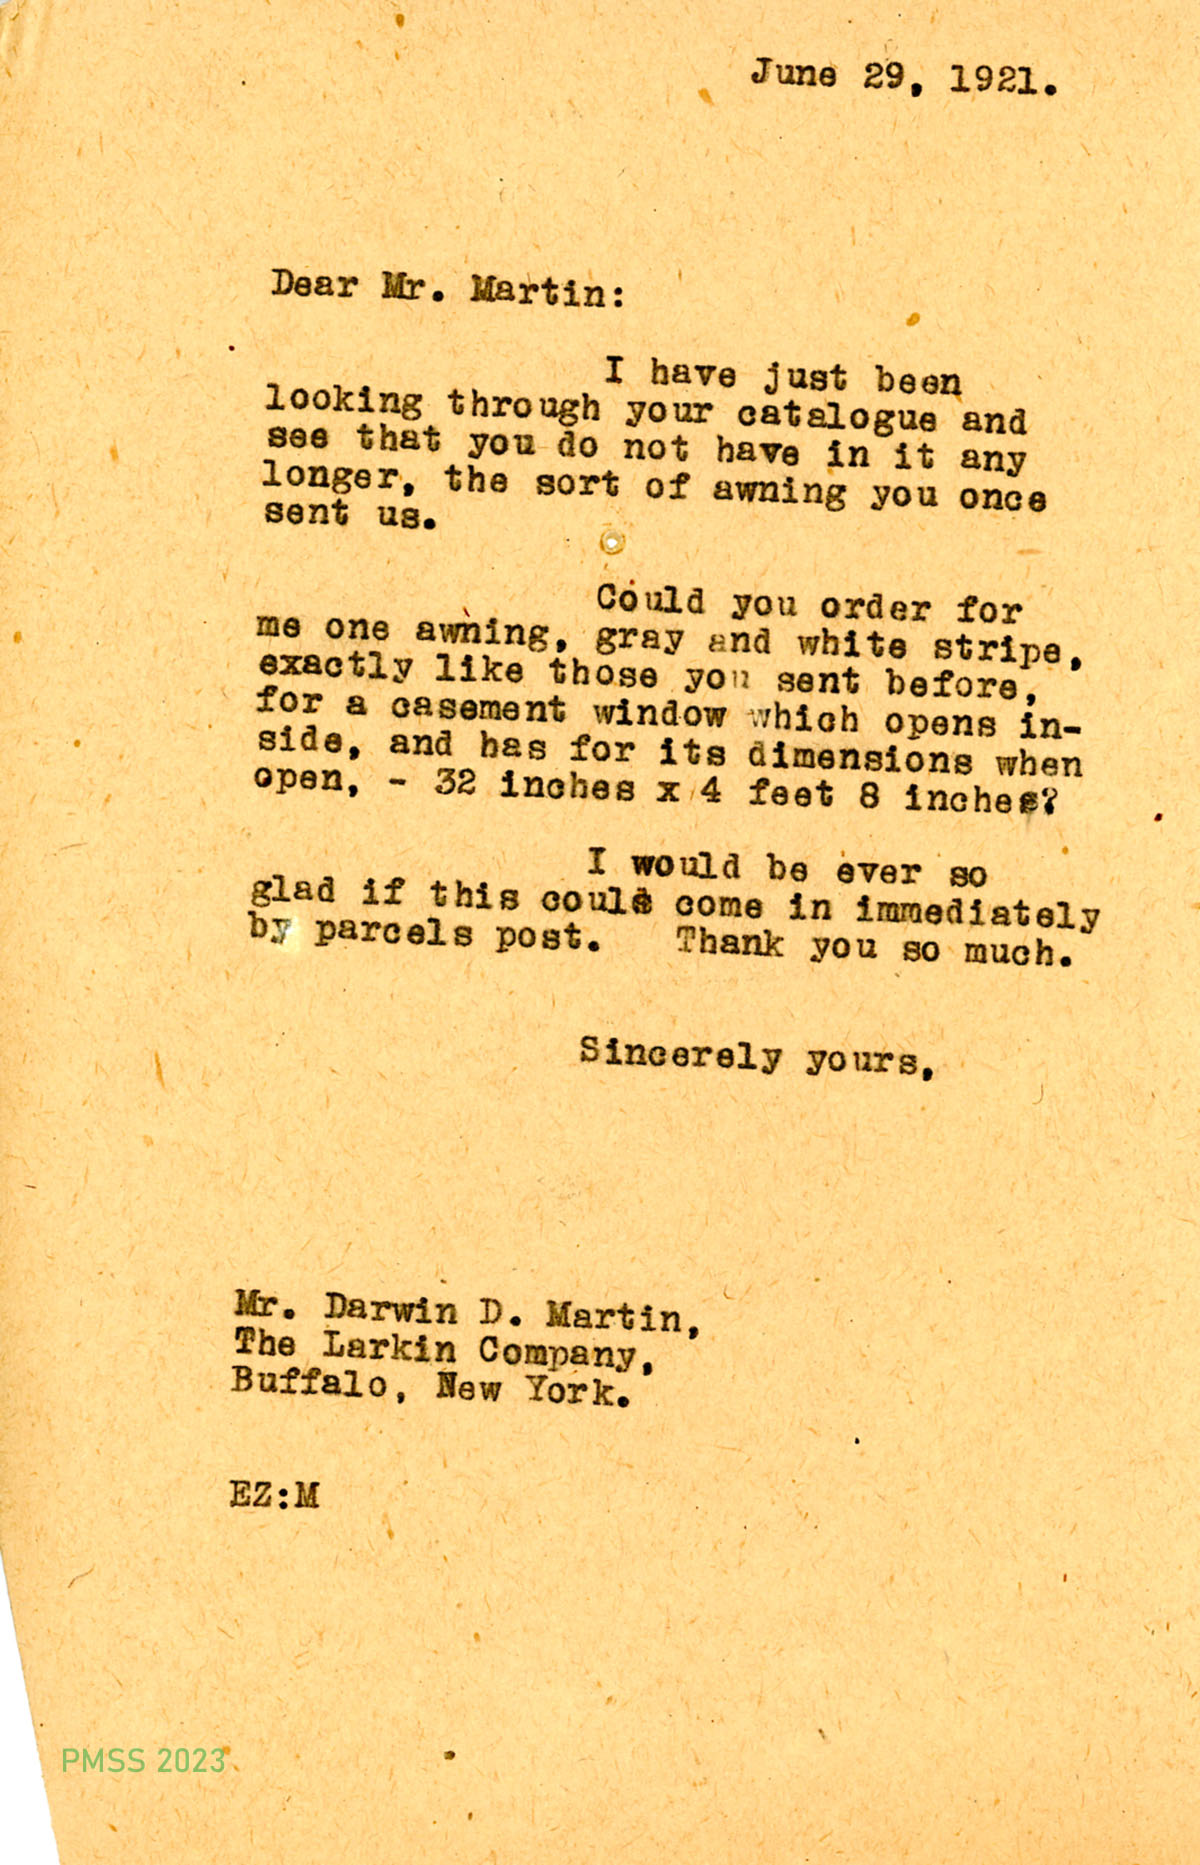 June 29, 1921.
Dear Mr. Martin:
I have just been
looking through your catalogue and
see that you do not have in it any
longer, the sort of awning you once
sent us.
Could you order for
me one awning, gray and white stripe,
exactly like those you sent before,
for a casement window which opens in-
side, and has for its dimensions when
open, - 32 inches x 4 feet 8 inches?
I would be ever so
glad if this could come in immediately
by parcels post. Thank you so much.
Sincerely yours,
Mr. Darwin D. Martin,
The Larkin Company,
Buffalo, New York.
EZ:M
PMSS 2023